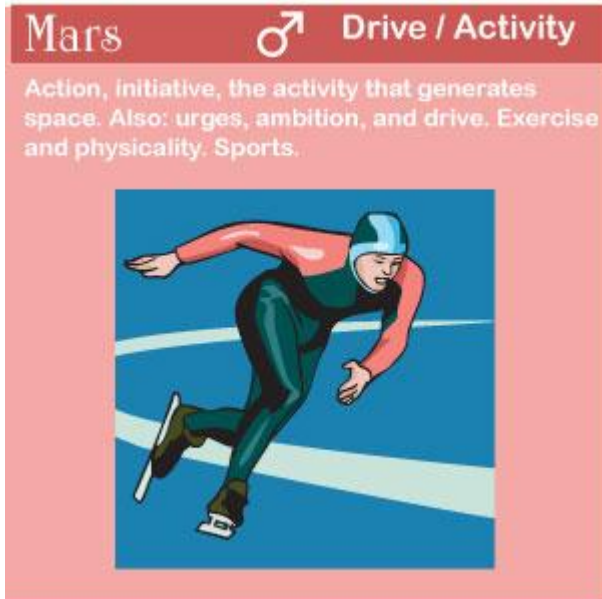 Mars ♂ Drive / Activity
Action, initiative, the activity that generates
space. Also: urges, ambition, and drive. Exercise
and physicality. Sports.